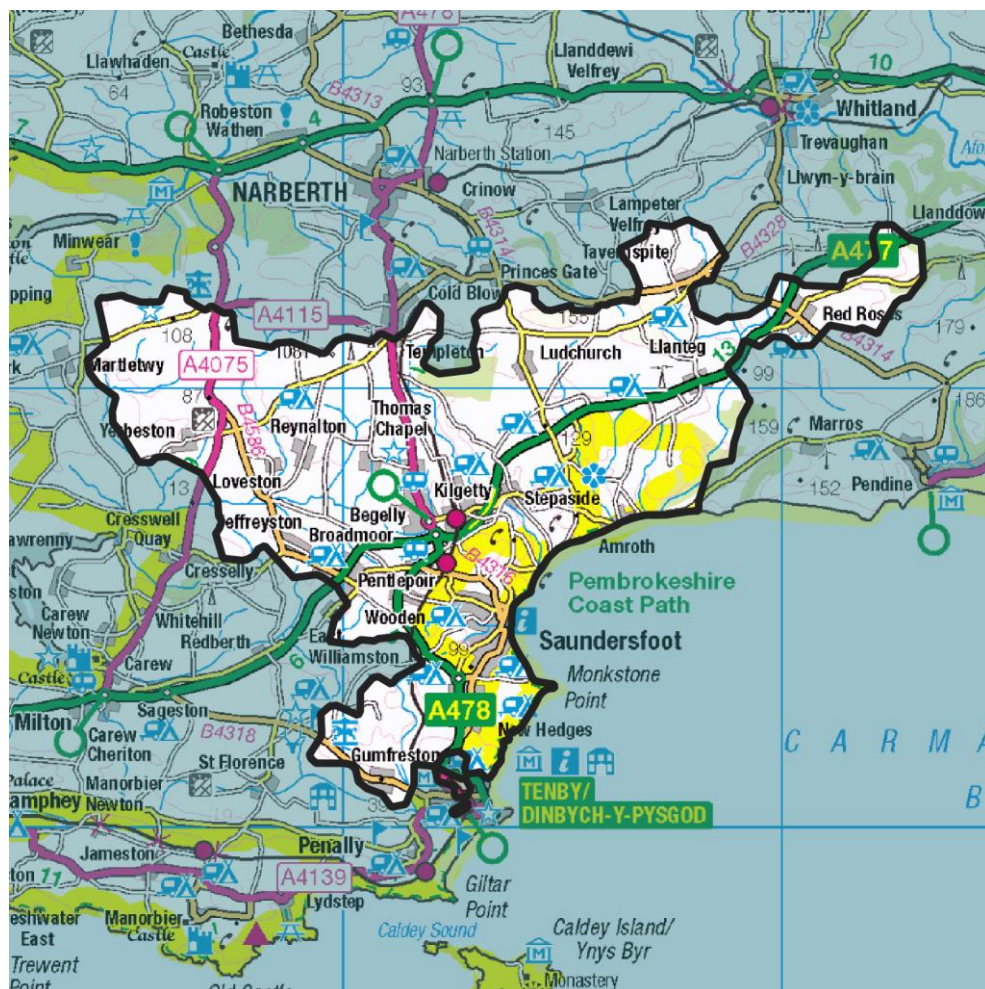 A478
Bethesda
Llanddewi
Velfrey
Llawhaden
Castle
64
93
10
B4313
Robeston
Wathen
4
7
145
Whitland
Trevaughan
Narberth Station
NARBERTH
Crinow
Llwyn-y-brain
Lampeter
Velfrey
B4314
B4328
Minwear
Tavernspite
A477
Princes Gate
Cold Blow
A4115
108
155
Red Roses
179
Templeton
Ludchurch
Llanteg
13
B4314
Martletwy
A4075
108
99
87
Thomas
Chapel
Yerbeston
B4586
Reynalton
129
159
Marros
186
Loveston
Kilgetty
Stepaside
152
Pendine
13
Begelly
Jeffreyston
Broadmoor
Cresswell
Quay
Amroth
Cresselly
Pentlepoir
B4316
Pembrokeshire
Coast Path
Carew
Newton
Whitehill
Redberth
Wooden
East
Williamston
Saundersfoot
Carew
Castle
6
99
Monkstone
Point
Milton
Sageston
A478
Carew
Cheriton
B4318
New Hedges
St Florence
Gumfreston
Manorbier
Newton
TENBY/
DINBYCH-Y-PYSGOD
Jameston
Penally
11
A4139
Giltar
Point
Lydstep
East
Manorbier
Castle
Caldey Sound
Caldey Island/
Ynys Byr
Trewent
Point
Monastery